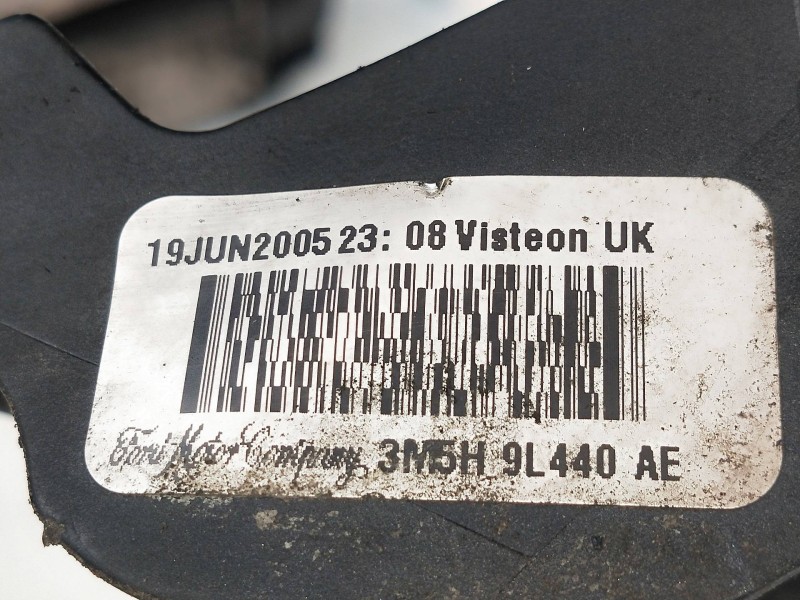 19JUN2005 23: 08 Visteon UK
Ford Motor Company 3M5H 9L440 AE